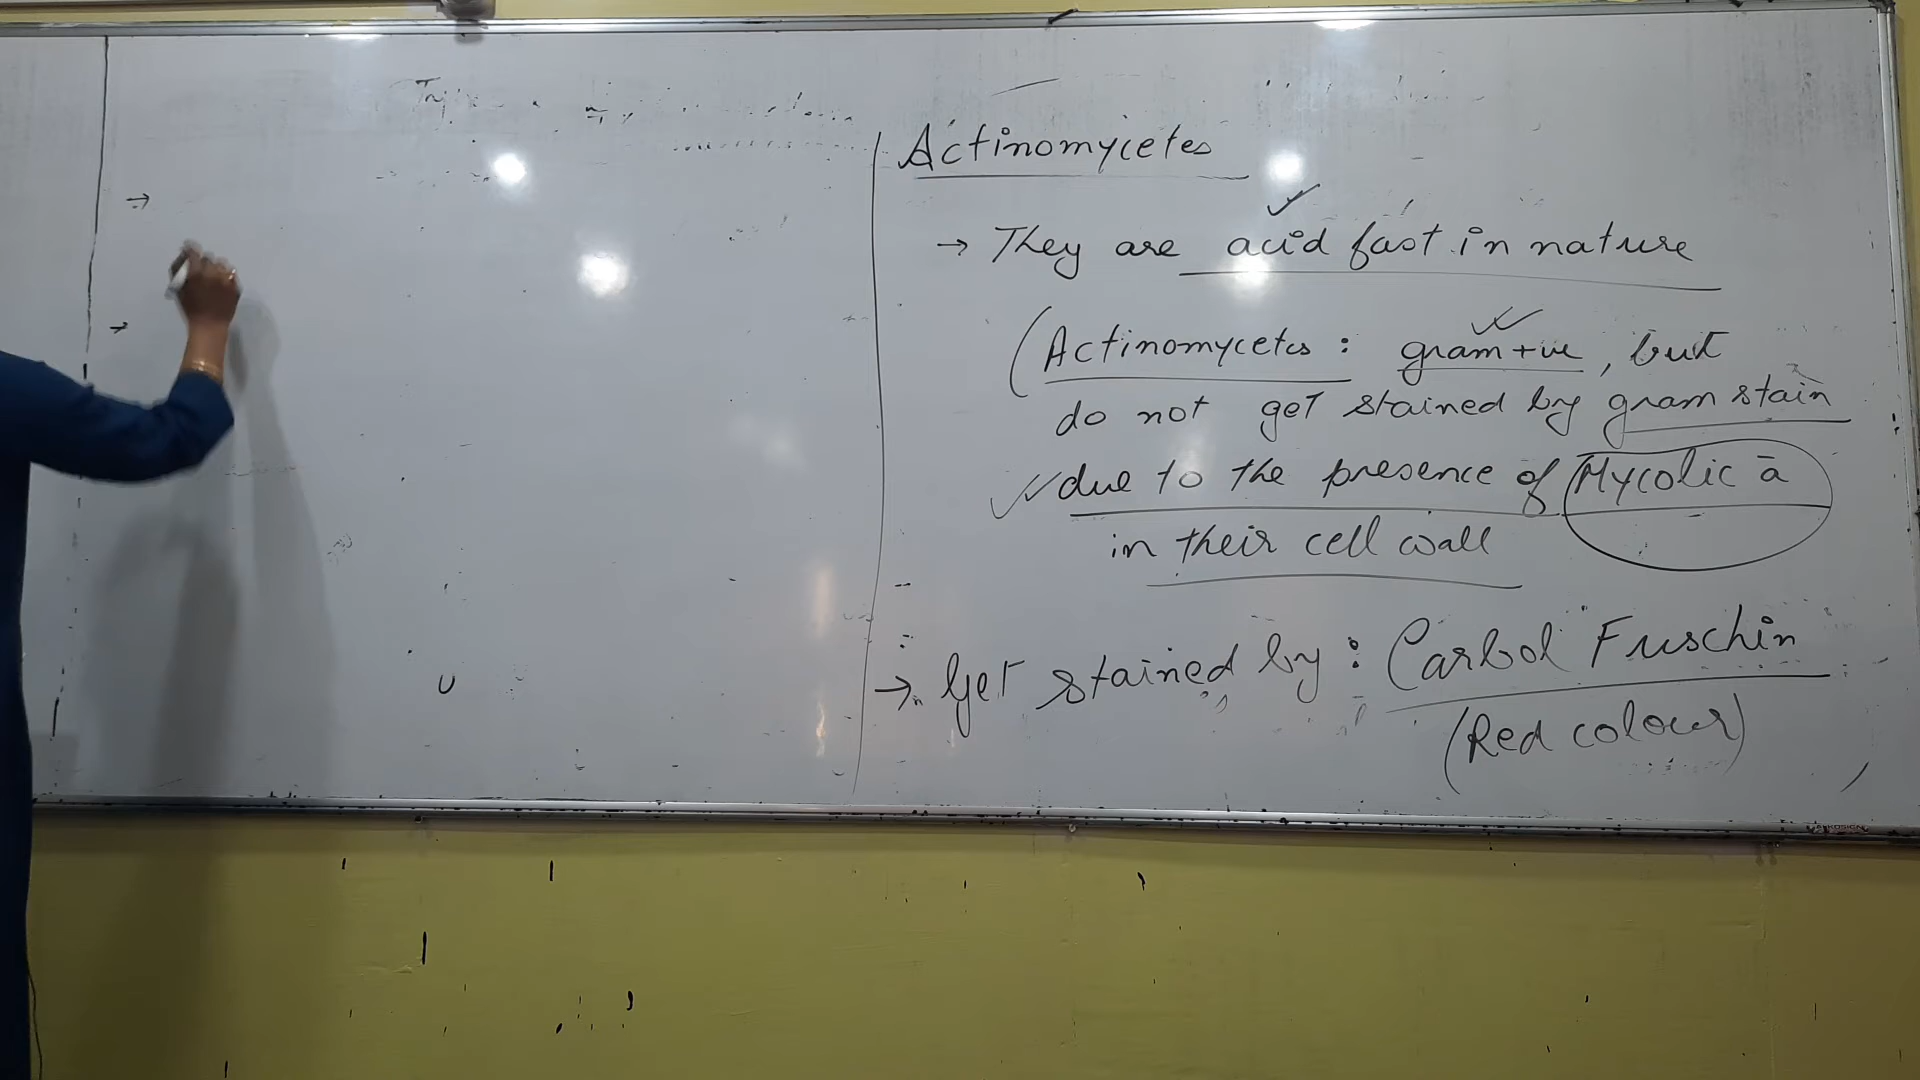 Actinomycetes
→ They are acid fast in nature
(Actinomycetes : gram +ve, but
do not get stained by gram stain
due to the presence of Mycolic a
in their cell wall
→ Get stained by : Carbol Fuschin
(Red colour)